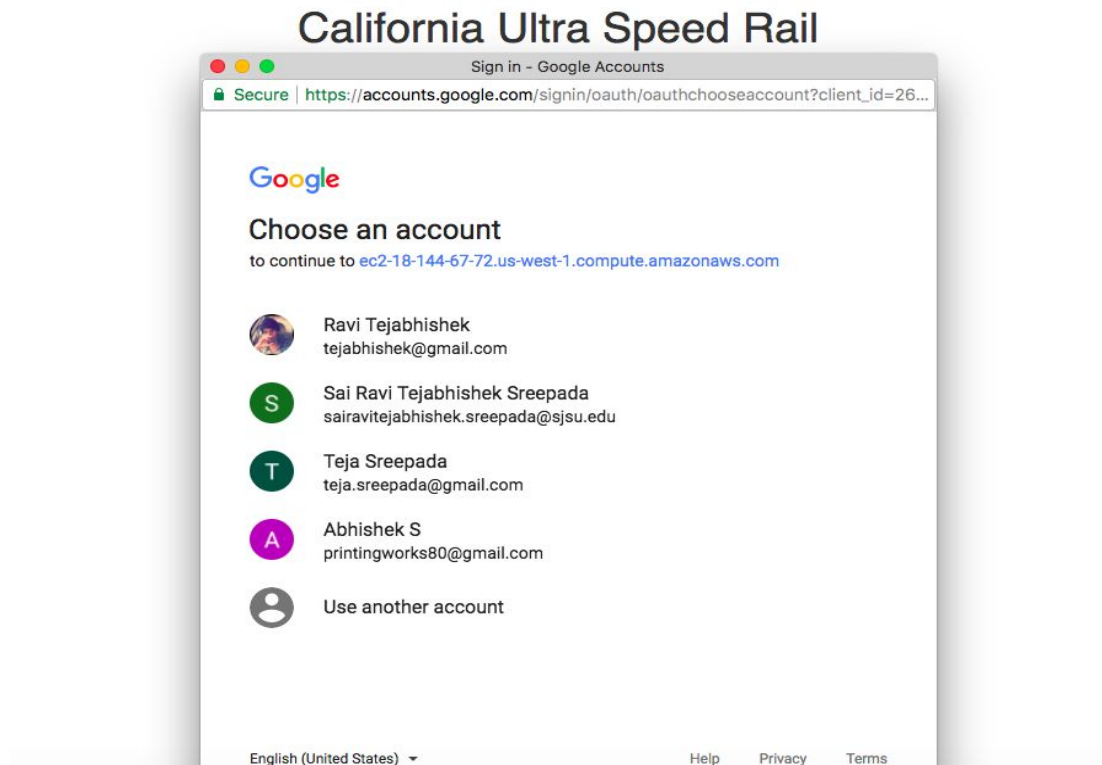 California Ultra Speed Rail
Sign in - Google Accounts
Secure | https://accounts.google.com/signin/oauth/oauthchooseaccount?client_id=26...
Google
Choose an account
to continue to ec2-18-144-67-72.us-west-1.compute.amazonaws.com
Ravi Tejabhishek
tejabhishek@gmail.com
S
Sai Ravi Tejabhishek Sreepada
sairavitejabhishek.sreepada@sjsu.edu
T
Teja Sreepada
teja.sreepada@gmail.com
A
Abhishek S
printingworks80@gmail.com
Use another account
English (United States) Help Privacy Terms